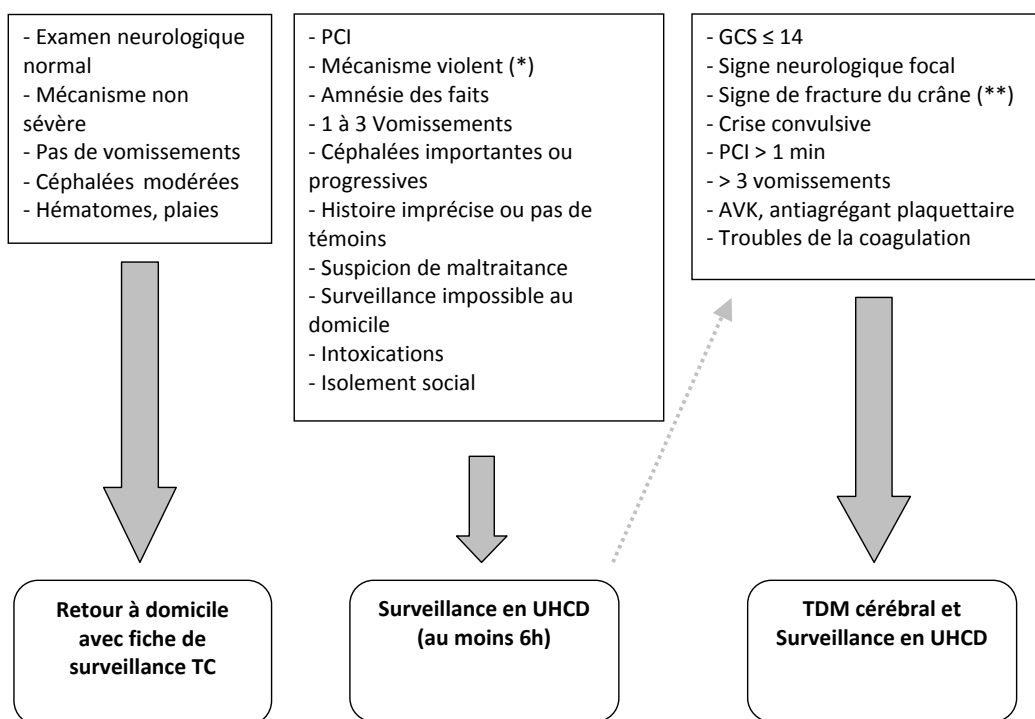 - Examen neurologique
normal
- Mécanisme non
sévère
- Pas de vomissements
- Céphalées modérées
- Hématomes, plaies
- PCI
- Mécanisme violent (*)
- Amnésie des faits
- 1 à 3 Vomissements
- Céphalées importantes ou
progressives
- Histoire imprécise ou pas de
témoins
- Suspicion de maltraitance
- Surveillance impossible au
domicile
- Intoxications
- Isolement social
- GCS ≤ 14
- Signe neurologique focal
- Signe de fracture du crâne (**)
- Crise convulsive
- PCI > 1 min
- > 3 vomissements
- AVK, antiagrégant plaquettaire
- Troubles de la coagulation
Retour à domicile
avec fiche de
surveillance TC
Surveillance en UHCD
(au moins 6h)
TDM cérébral et
Surveillance en UHCD